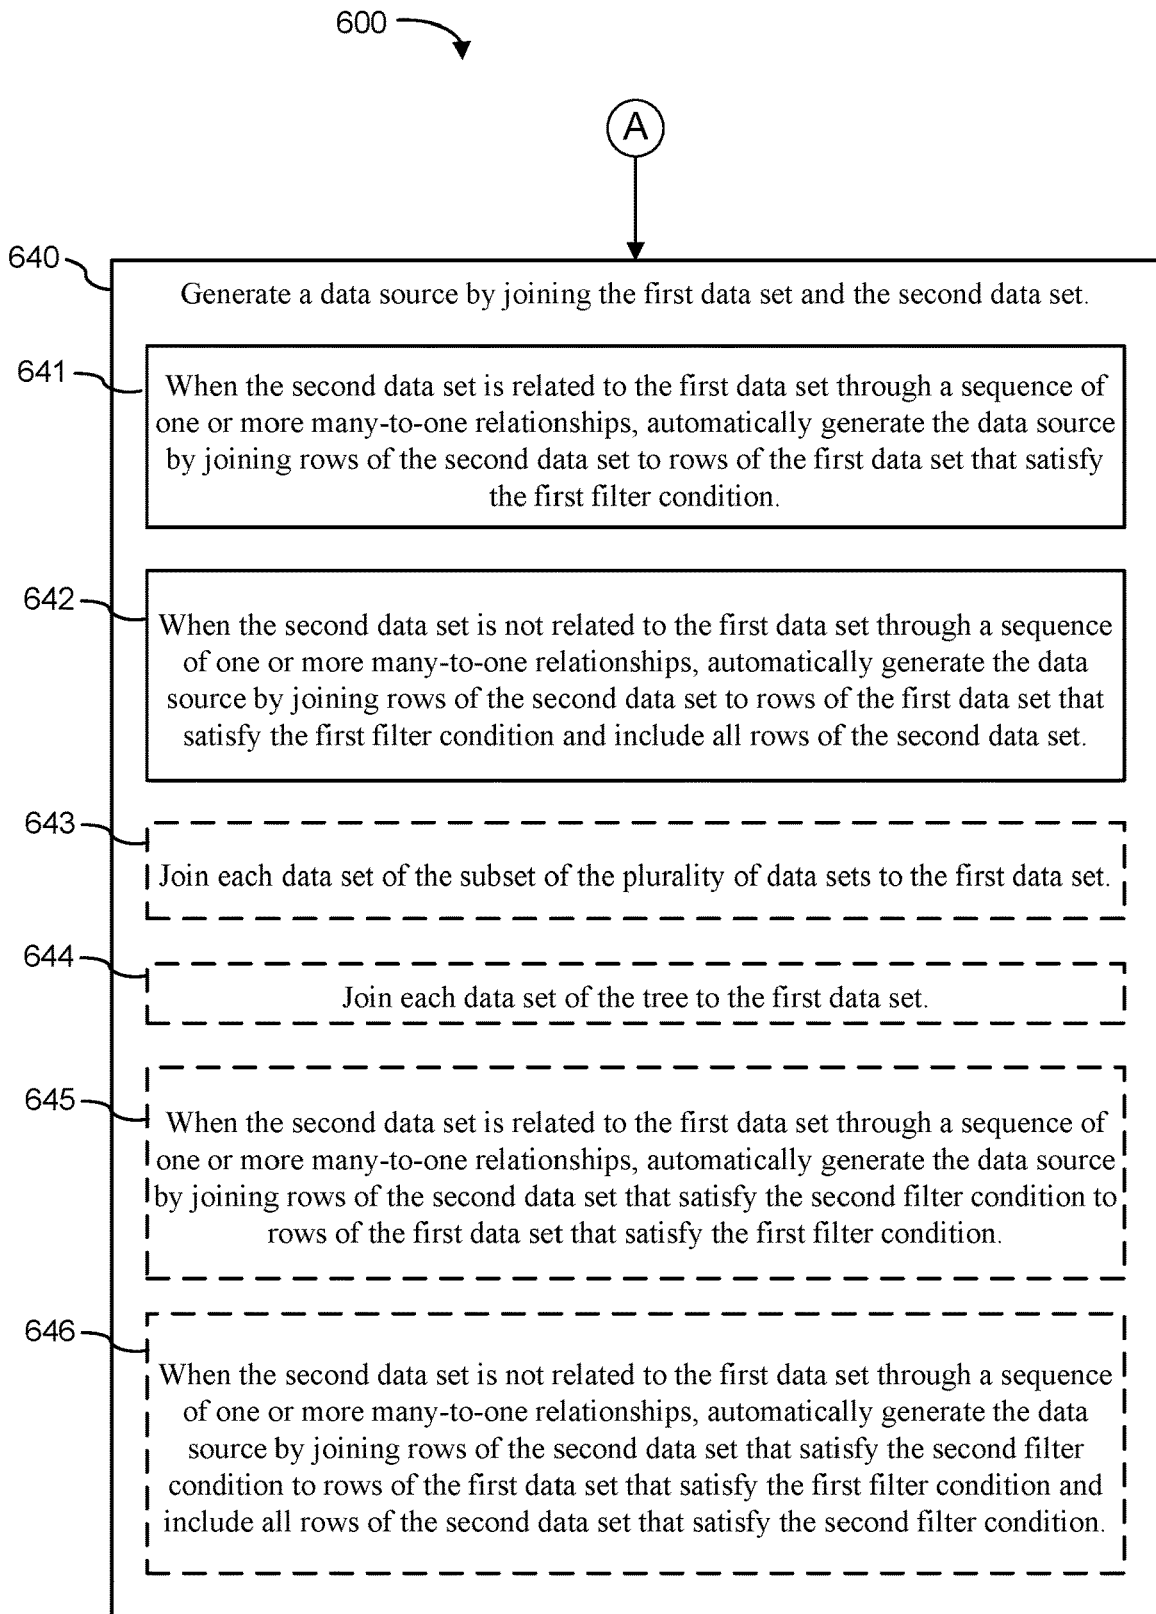 600
A
640
Generate a data source by joining the first data set and the second data set.
641
When the second data set is related to the first data set through a sequence of
one or more many-to-one relationships, automatically generate the data source
by joining rows of the second data set to rows of the first data set that satisfy
the first filter condition.
642
When the second data set is not related to the first data set through a sequence
of one or more many-to-one relationships, automatically generate the data
source by joining rows of the second data set to rows of the first data set that
satisfy the first filter condition and include all rows of the second data set.
643
Join each data set of the subset of the plurality of data sets to the first data set.
644
Join each data set of the tree to the first data set.
645
When the second data set is related to the first data set through a sequence of
one or more many-to-one relationships, automatically generate the data source
by joining rows of the second data set that satisfy the second filter condition to
rows of the first data set that satisfy the first filter condition.
646
When the second data set is not related to the first data set through a sequence
of one or more many-to-one relationships, automatically generate the data
source by joining rows of the second data set that satisfy the second filter
condition to rows of the first data set that satisfy the first filter condition and
include all rows of the second data set that satisfy the second filter condition.